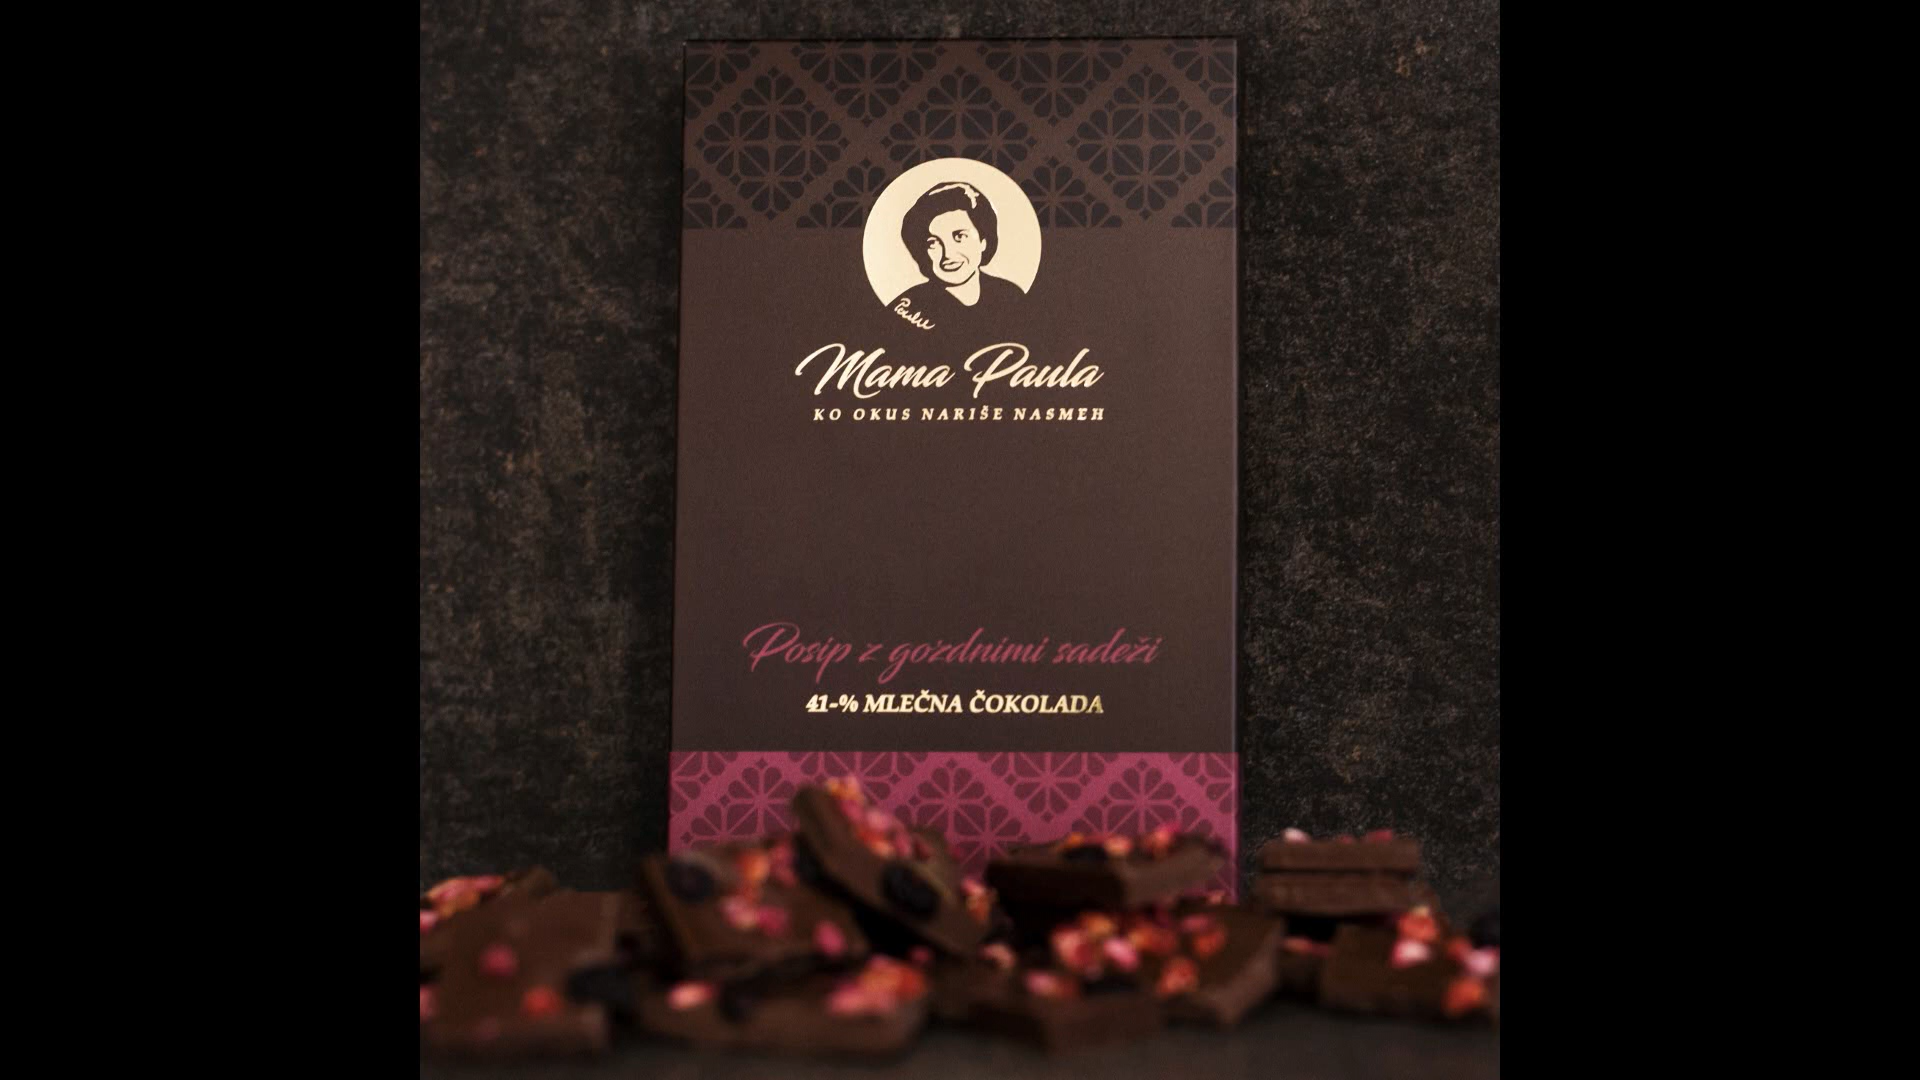 Paula
Mama Paula
KO OKUS NARIŠE NASMEH
Posip z gozdnimi sadeži
41-% MLEČNA ČOKOLADA